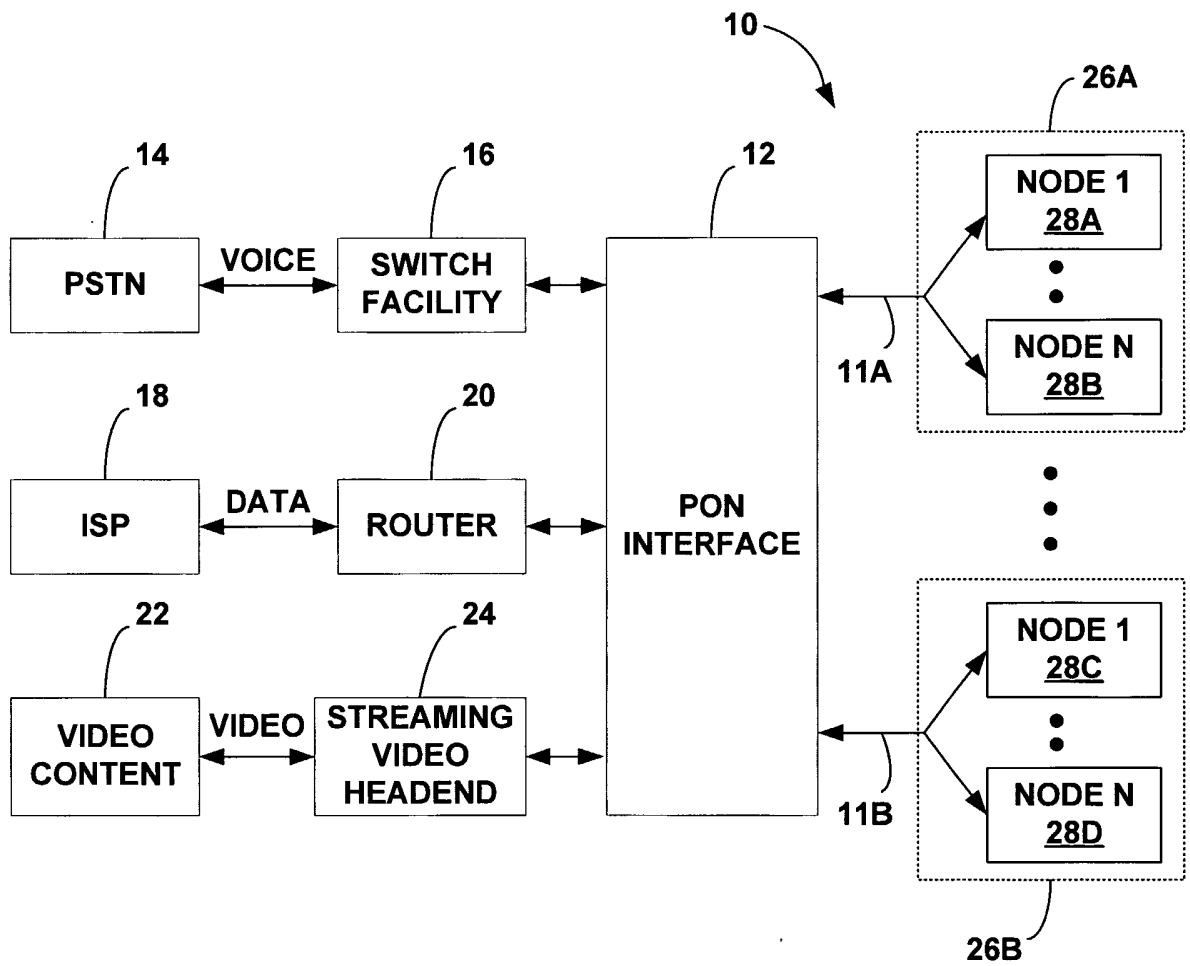 10
26A
14
16
12
NODE 1
28A
PSTN
VOICE
SWITCH
FACILITY
NODE N
28B
11A
18
20
ISP
DATA
ROUTER
PON
INTERFACE
22
24
NODE 1
28C
VIDEO
CONTENT
VIDEO
STREAMING
VIDEO
HEADEND
NODE N
28D
11B
26B